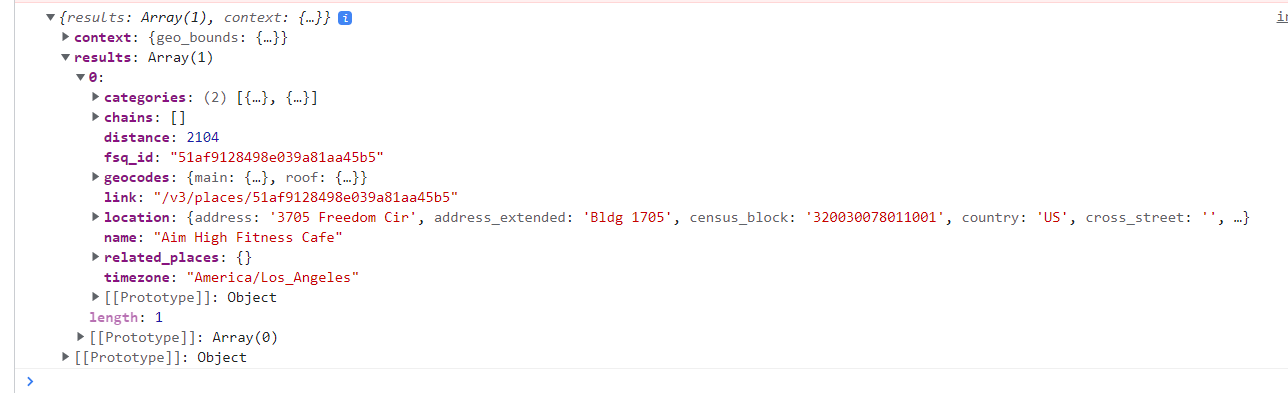 {results: Array(1), context: {…}} i
context: {geo_bounds: {…}}
results: Array(1)
0:
categories: (2) [{…}, {…}]
chains: []
distance: 2104
fsq_id: "51af9128498e039a81aa45b5"
geocodes: {main: {…}, roof: {…}}
link: "/v3/places/51af9128498e039a81aa45b5"
location: {address: '3705 Freedom Cir', address_extended: 'Bldg 1705', census_block: '320030078011001', country: 'US', cross_street: '', …}
name: "Aim High Fitness Cafe"
related_places: {}
timezone: "America/Los_Angeles"
[[Prototype]]: Object
length: 1
[[Prototype]]: Array(0)
[[Prototype]]: Object